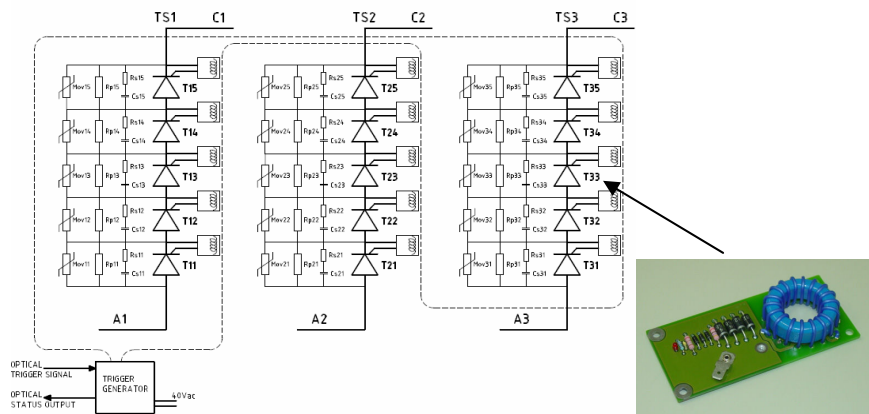 TS1 C1 TS2 C2 TS3 C3
Mov15 Rp15 Rs15 Cs15 T15 Mov25 Rp25 Rs25 Cs25 T25 Mov35 Rp35 Rs35 Cs35 T35
Mov14 Rp14 Rs14 Cs14 T14 Mov24 Rp24 Rs24 Cs24 T24 Mov34 Rp34 Rs34 Cs34 T34
Mov13 Rp13 Rs13 Cs13 T13 Mov23 Rp23 Rs23 Cs23 T23 Mov33 Rp33 Rs33 Cs33 T33
Mov12 Rp12 Rs12 Cs12 T12 Mov22 Rp22 Rs22 Cs22 T22 Mov32 Rp32 Rs32 Cs32 T32
Mov11 Rp11 Rs11 Cs11 T11 Mov21 Rp21 Rs21 Cs21 T21 Mov31 Rp31 Rs31 Cs31 T31
A1 A2 A3
OPTICAL
TRIGGER SIGNAL
OPTICAL
STATUS OUTPUT
TRIGGER
GENERATOR
40Vac